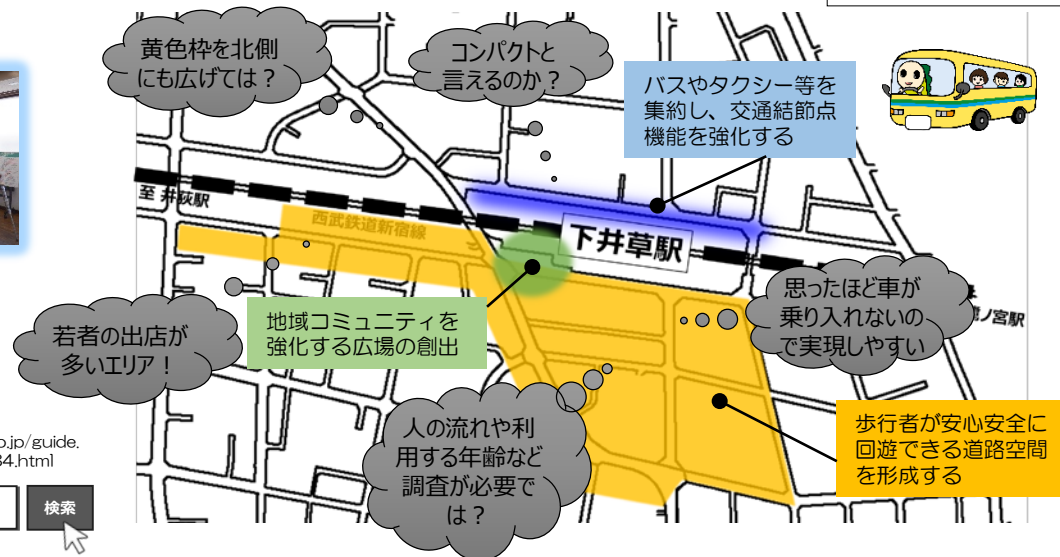 黄色枠を北側
にも広げては？
コンパクトと
言えるのか？
バスやタクシー等を
集約し、交通結節点
機能を強化する
至 井荻駅
西武鉄道新宿線
下井草駅
思ったほど車が
乗り入れないの
で実現しやすい
ノ宮駅
若者の出店が
多いエリア！
地域コミュニティを
強化する広場の創出
人の流れや利
用する年齢など
調査が必要で
は？
歩行者が安心安全に
回遊できる道路空間
を形成する
o.jp/guide.
34.html
検索